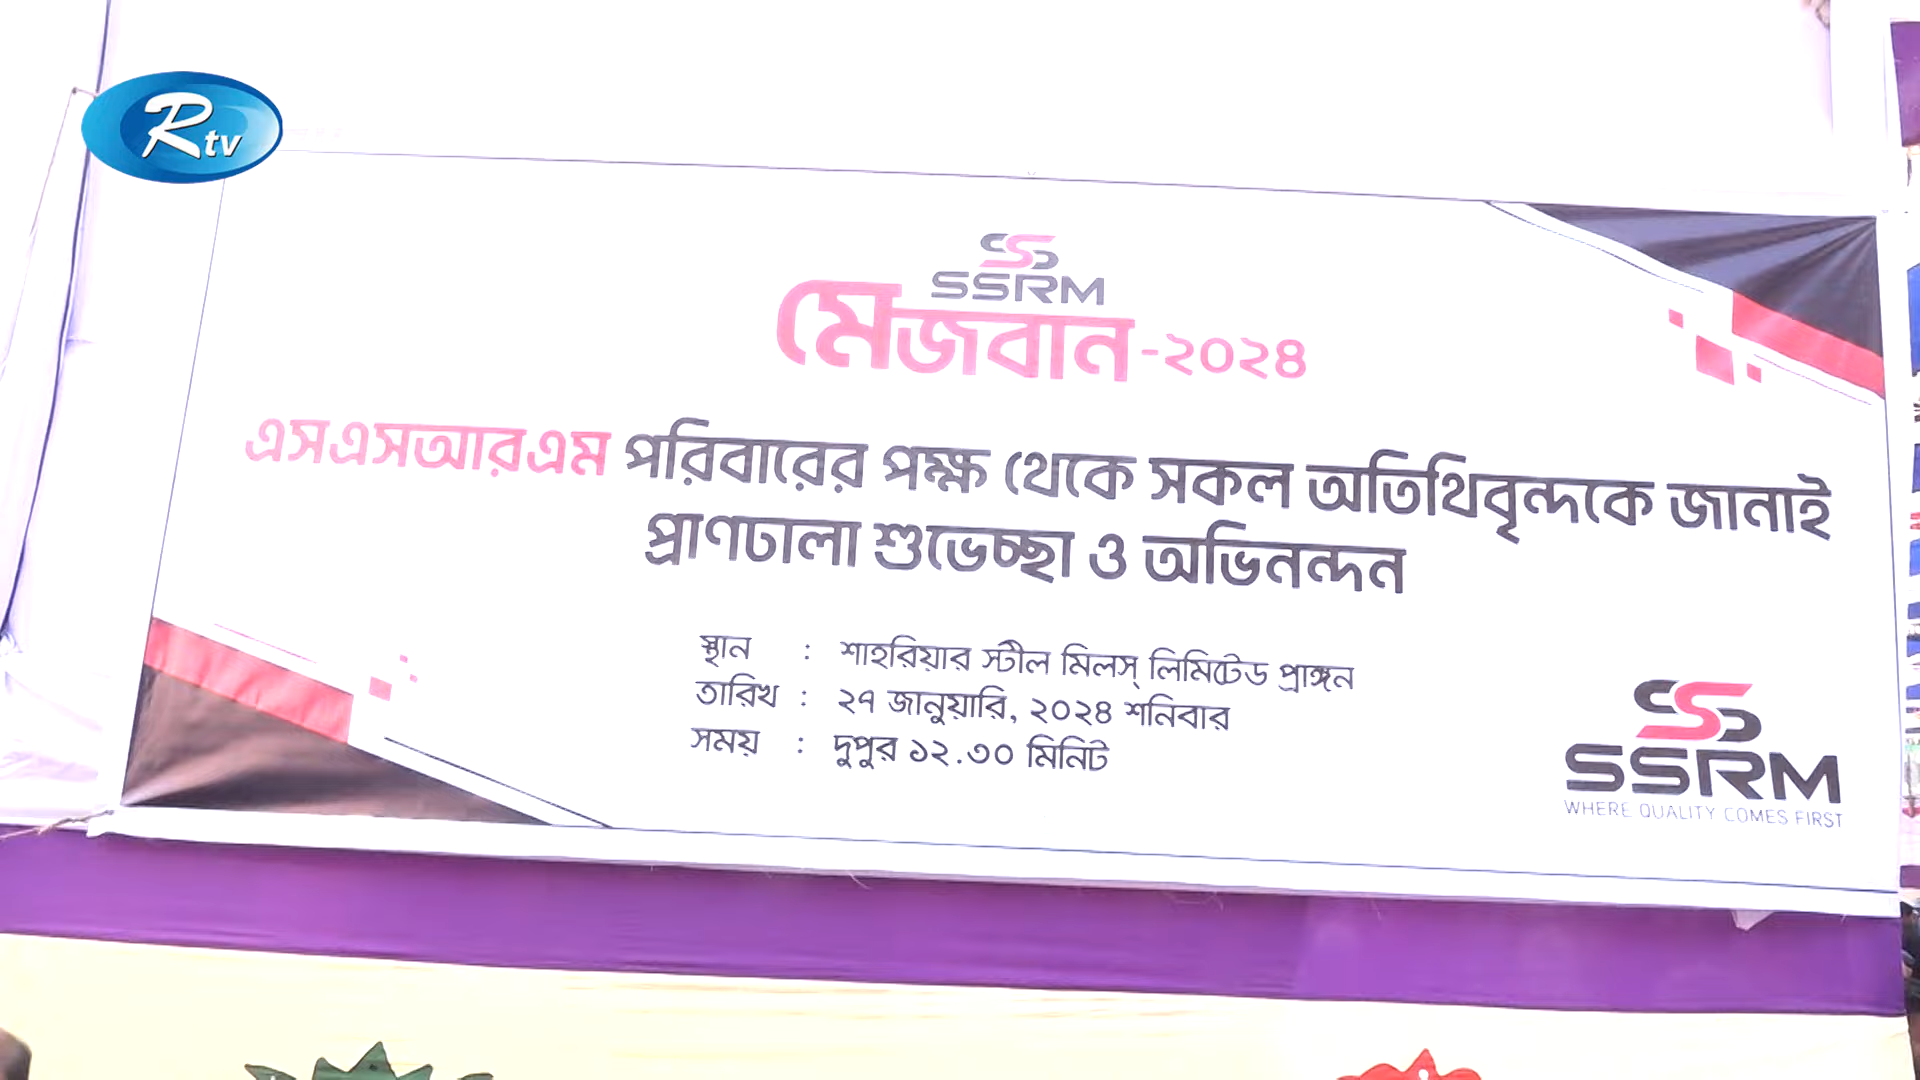 Rtv
SSRM
মেজবান-২০২৪
এসএসআরএম পরিবারের পক্ষ থেকে সকল অতিথিবৃন্দকে জানাই
প্রাণঢালা শুভেচ্ছা ও অভিনন্দন
স্থান : শাহরিয়ার স্টীল মিলস্ লিমিটেড প্রাঙ্গন
তারিখ : ২৭ জানুয়ারি, ২০২৪ শনিবার
সময় : দুপুর ১২.৩০ মিনিট
SSRM
WHERE QUALITY COMES FIRST